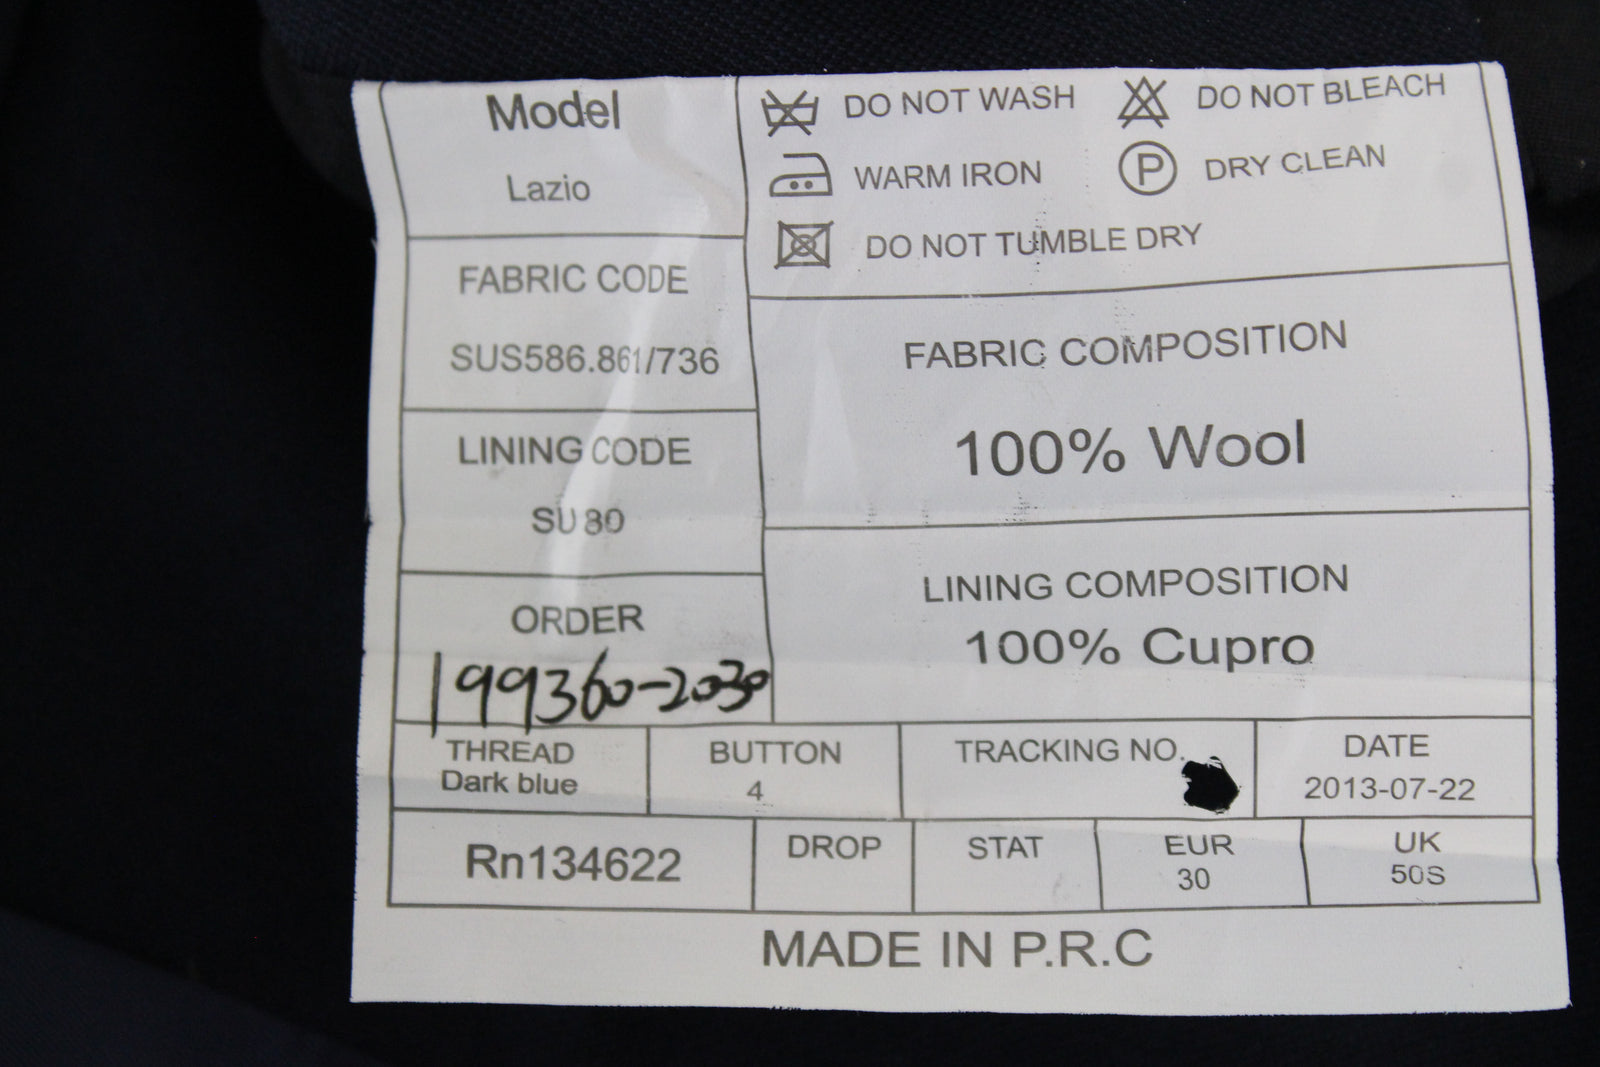 Model
Lazio
FABRIC CODE
SUS586.861/736
LINING CODE
SU 80
ORDER
199360-2030
DO NOT WASH
DO NOT BLEACH
WARM IRON
P
DRY CLEAN
DO NOT TUMBLE DRY
FABRIC COMPOSITION
100% Wool
LINING COMPOSITION
100% Cupro
THREAD
Dark blue
BUTTON
4
TRACKING NO.
DATE
2013-07-22
Rn134622
DROP
STAT
EUR
30
UK
50S
MADE IN P.R.C